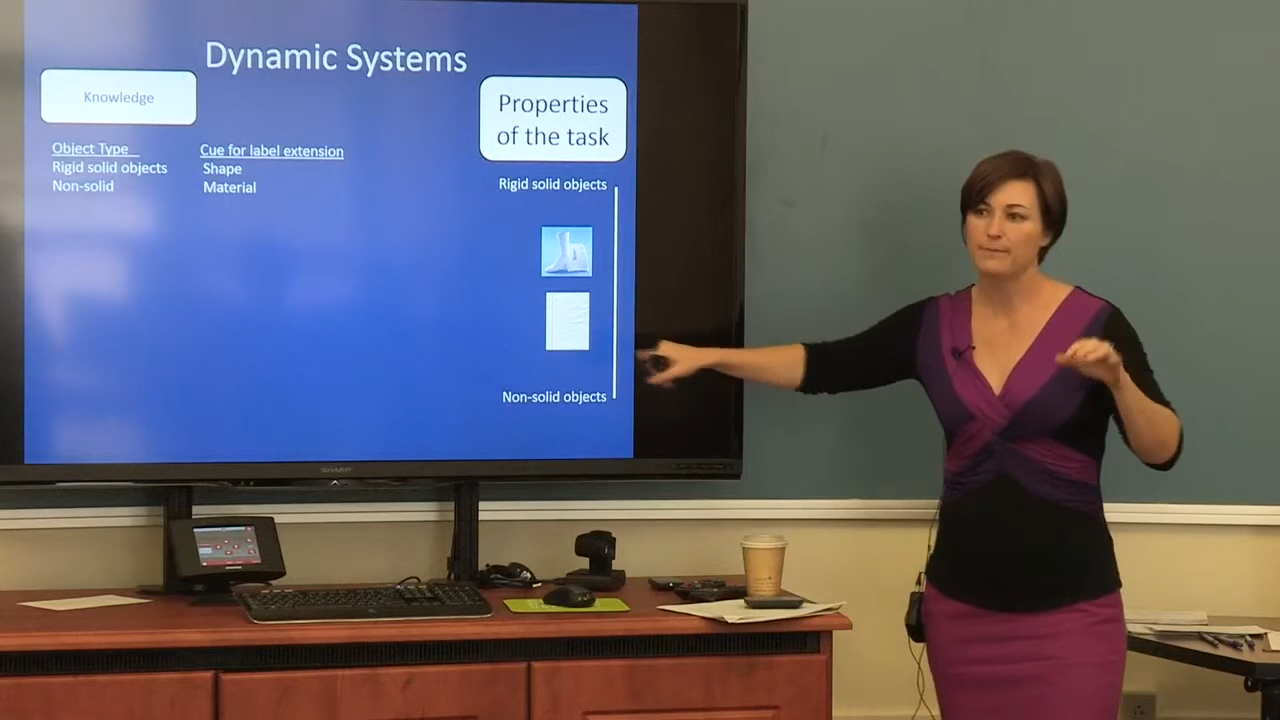 Dynamic Systems
Knowledge
Properties
of the task
Object Type
Cue for label extension
Rigid solid objects
Shape
Non-solid
Material
Rigid solid objects
Non-solid objects
SHARP